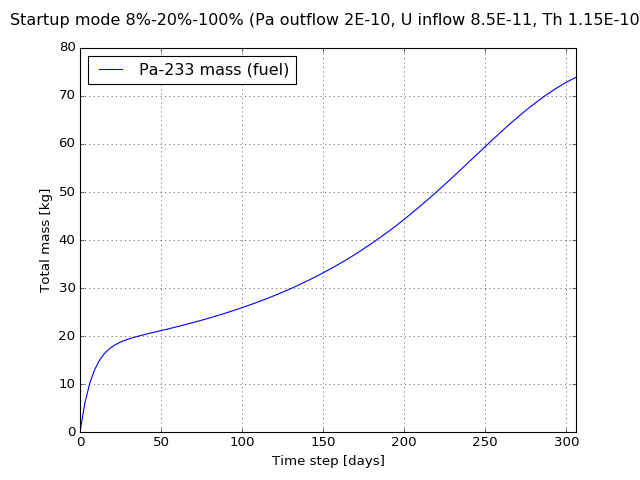 Startup mode 8%-20%-100% (Pa outflow 2E-10, U inflow 8.5E-11, Th 1.15E-10
Pa-233 mass (fuel)
80
70
60
50
40
30
20
10
0
Total mass [kg]
0 50 100 150 200 250 300
Time step [days]